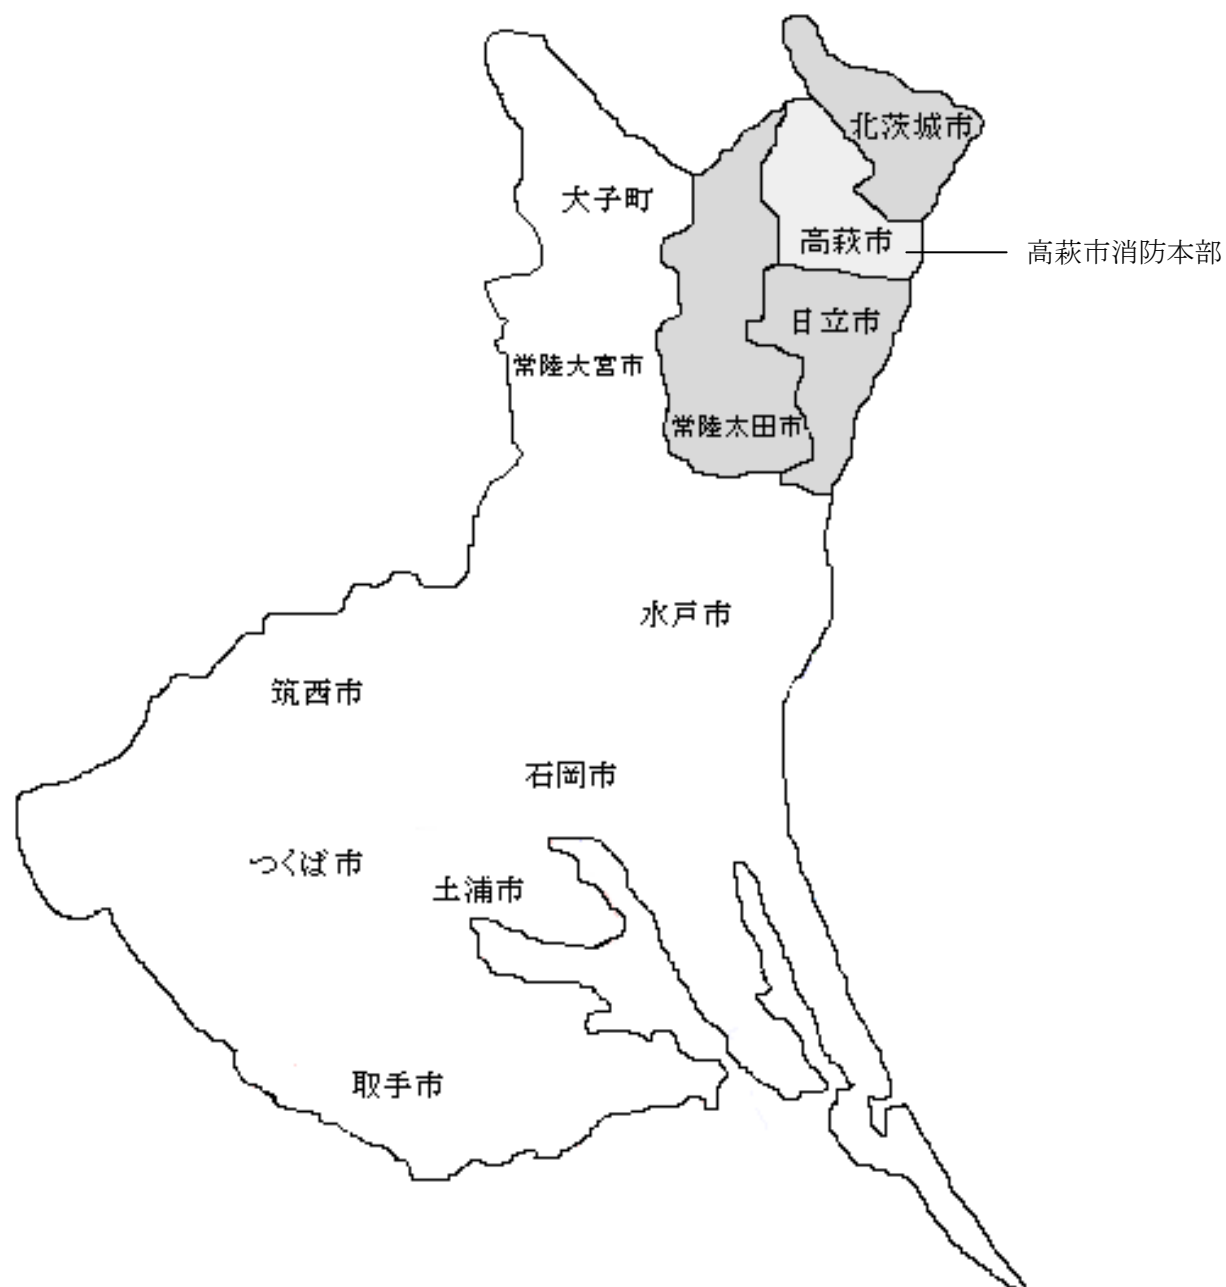 北茨城市
大子町
高萩市
高萩市消防本部
日立市
常陸大宮市
常陸太田市
水戸市
筑西市
石岡市
つくば市
土浦市
取手市